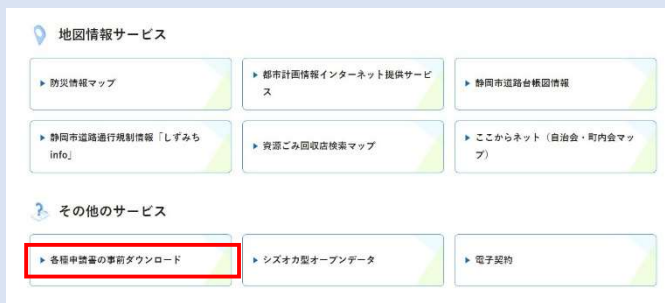 地図情報サービス
防災情報マップ
都市計画情報インターネット提供サービ
ス
静岡市道路台帳図情報
静岡市道路通行規制情報「しずみち
info」
資源ごみ回収店検索マップ
ここからネット（自治会・町内会マッ
プ）
その他のサービス
各種申請書の事前ダウンロード
シズオカ型オープンデータ
電子契約